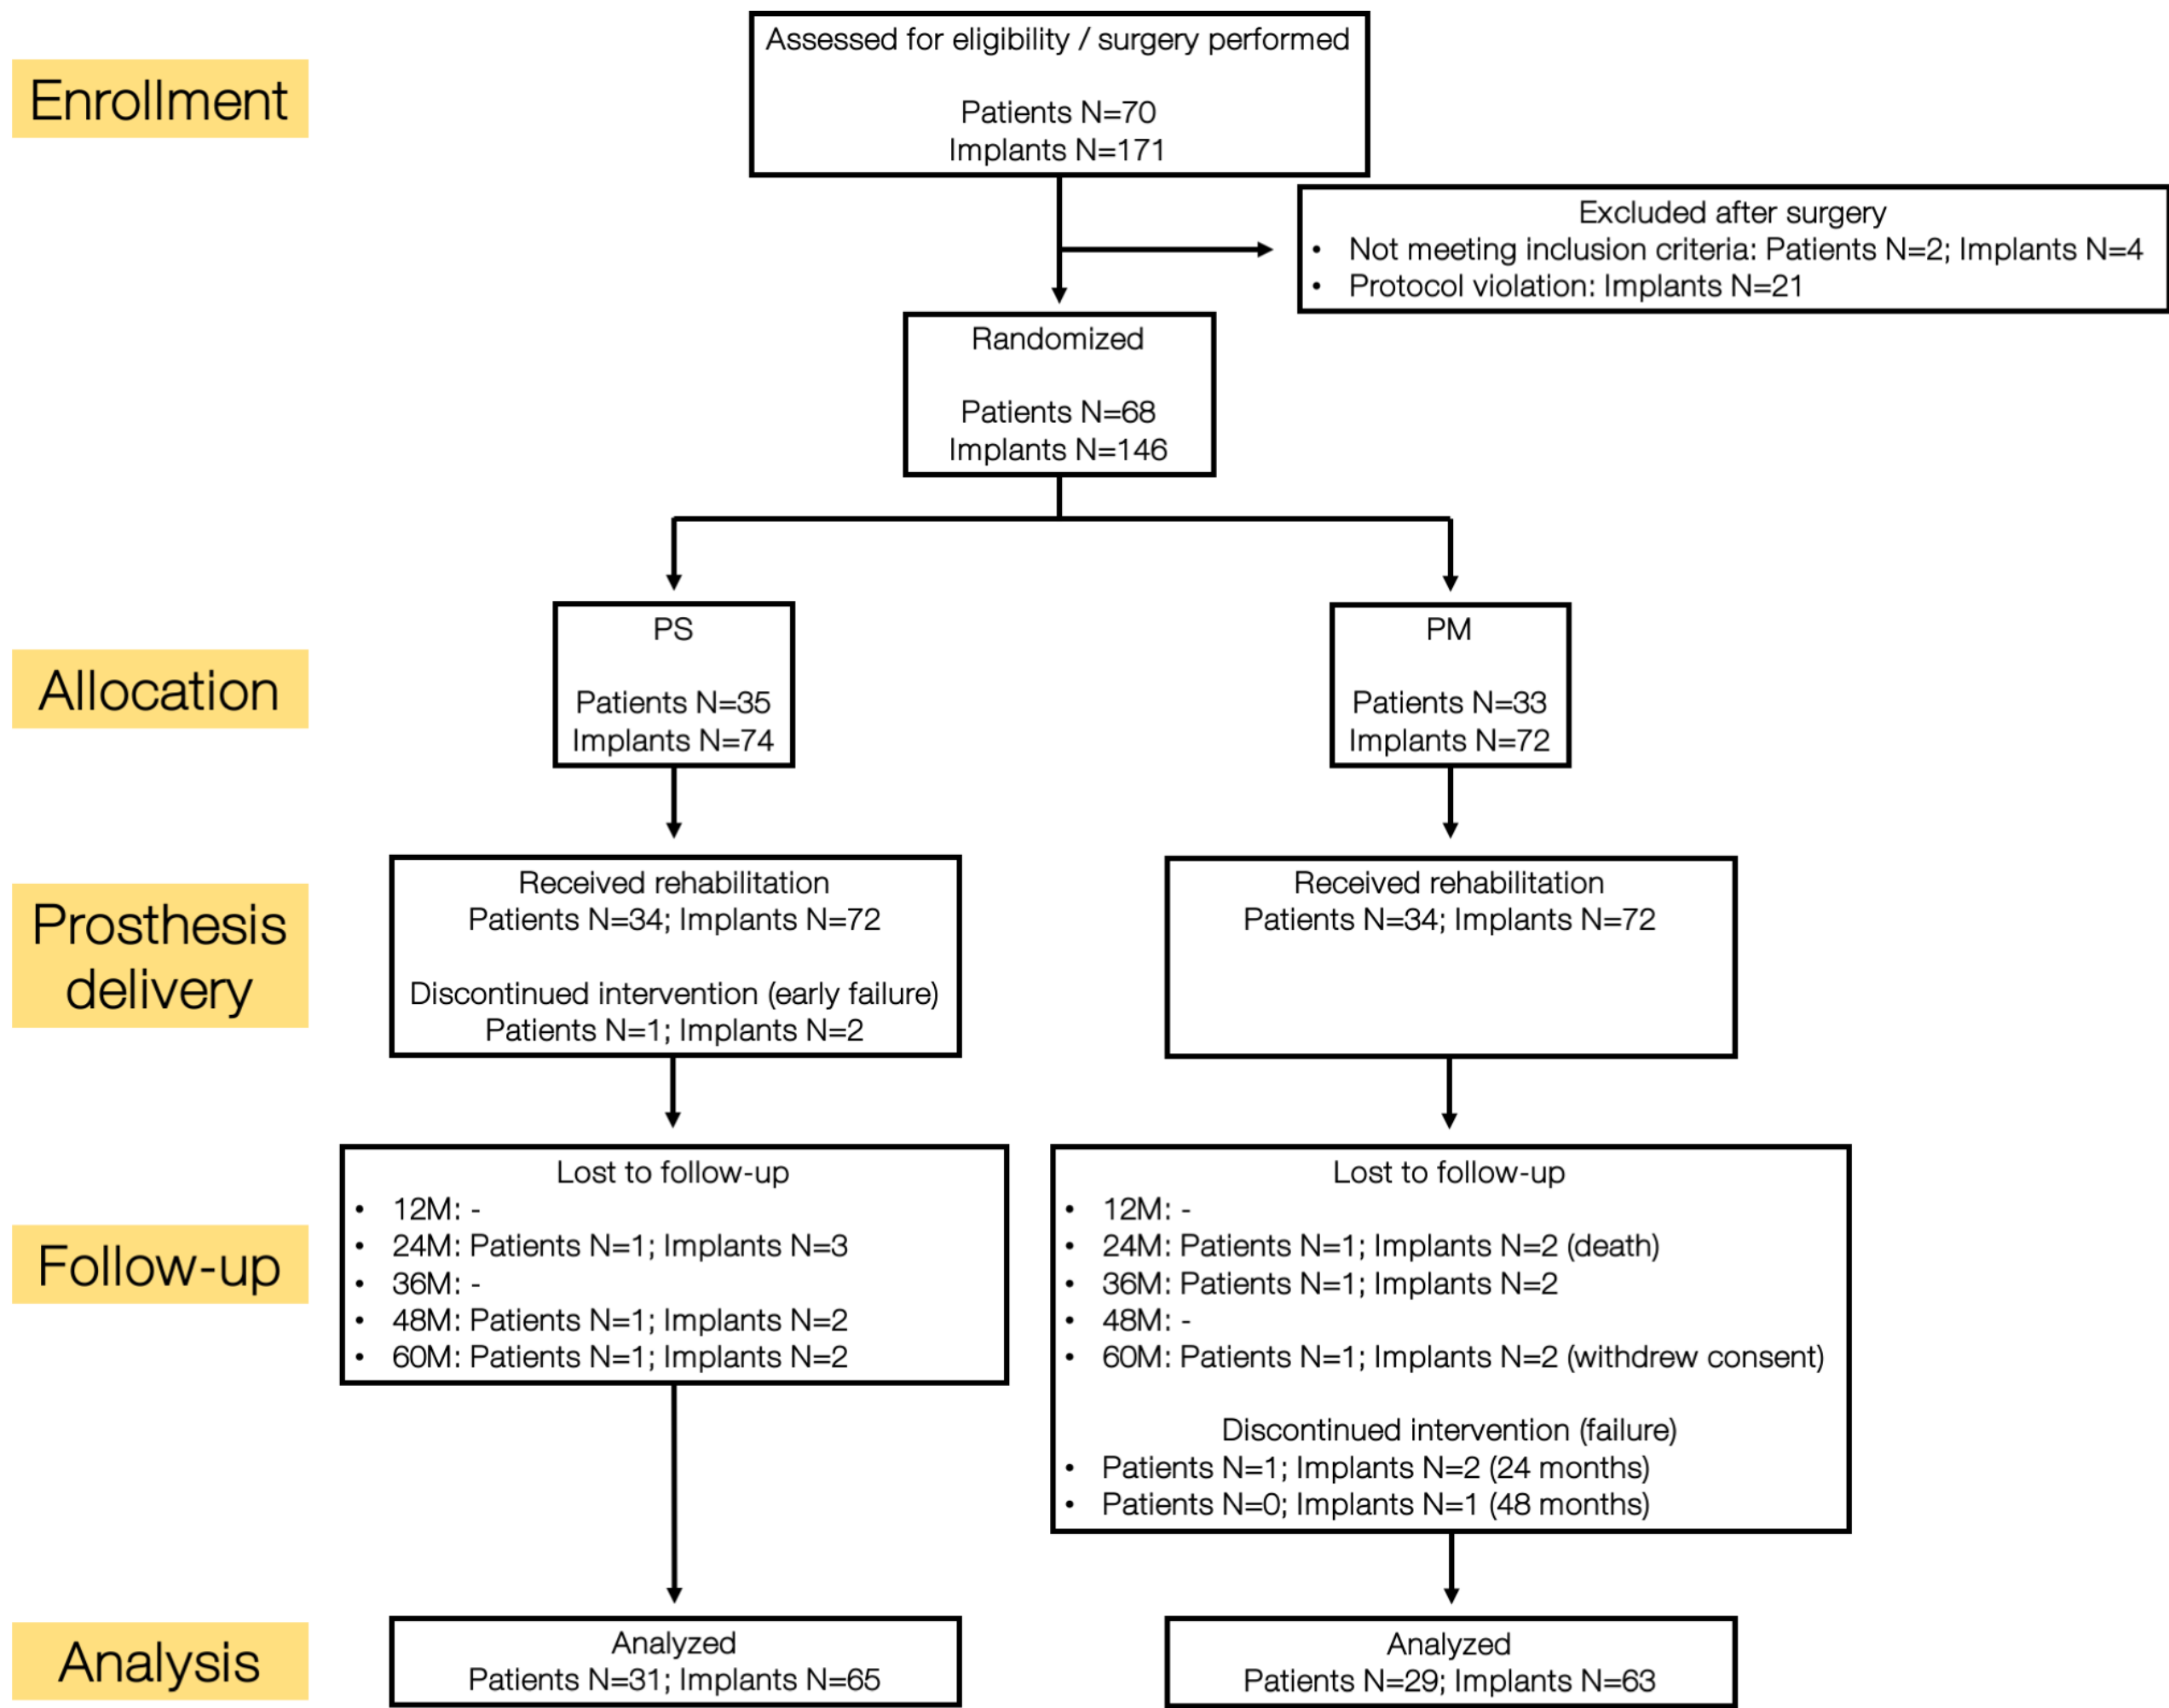 Enrollment
Assessed for eligibility / surgery performed
Patients N=70
Implants N=171
Excluded after surgery
• Not meeting inclusion criteria: Patients N=2; Implants N=4
• Protocol violation: Implants N=21
Randomized
Patients N=68
Implants N=146
Allocation
PS
Patients N=35
Implants N=74
PM
Patients N=33
Implants N=72
Prosthesis
delivery
Received rehabilitation
Patients N=34; Implants N=72
Discontinued intervention (early failure)
Patients N=1; Implants N=2
Received rehabilitation
Patients N=34; Implants N=72
Follow-up
Lost to follow-up
• 12M: -
• 24M: Patients N=1; Implants N=3
• 36M: -
• 48M: Patients N=1; Implants N=2
• 60M: Patients N=1; Implants N=2
Lost to follow-up
• 12M: -
• 24M: Patients N=1; Implants N=2 (death)
• 36M: Patients N=1; Implants N=2
• 48M: -
• 60M: Patients N=1; Implants N=2 (withdrew consent)
Discontinued intervention (failure)
• Patients N=1; Implants N=2 (24 months)
• Patients N=0; Implants N=1 (48 months)
Analysis
Analyzed
Patients N=31; Implants N=65
Analyzed
Patients N=29; Implants N=63